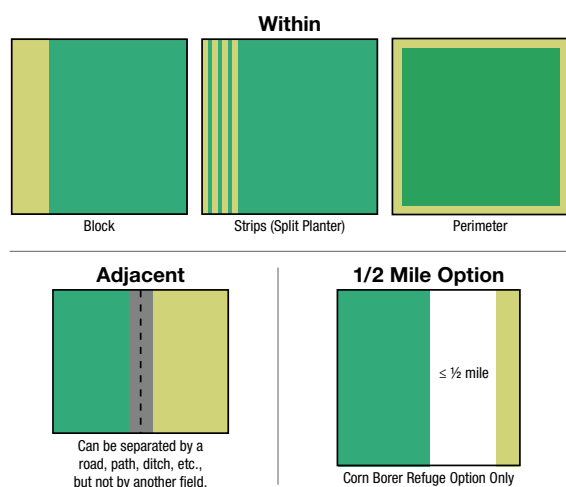 Within
Block
Strips (Split Planter)
Perimeter
Adjacent
Can be separated by a
road, path, ditch, etc.,
but not by another field.
1/2 Mile Option
≤ ½ mile
Corn Borer Refuge Option Only